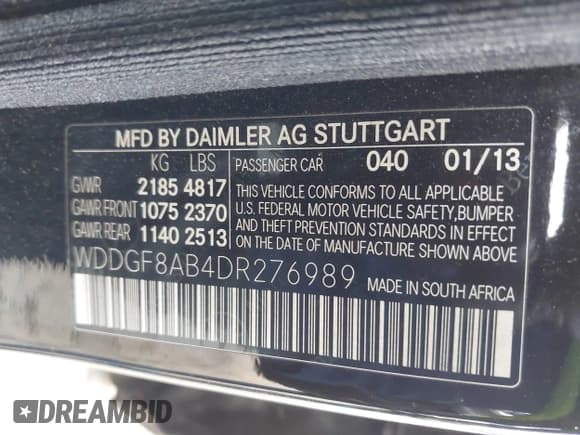 MFD BY DAIMLER AG STUTTGART
KG LBS PASSENGER CAR 040 01/13
GVWR 2185 4817
GAWR FRONT 1075 2370
GAWR REAR 1140 2513
THIS VEHICLE CONFORMS TO ALL APPLICABLE
U.S. FEDERAL MOTOR VEHICLE SAFETY, BUMPER
& THEFT PREVENTION STANDARDS IN EFFECT
ON THE DATE OF MANUFACTURE SHOWN ABOVE.
WDDGF8AB4DR276989
MADE IN SOUTH AFRICA
DREAMBID